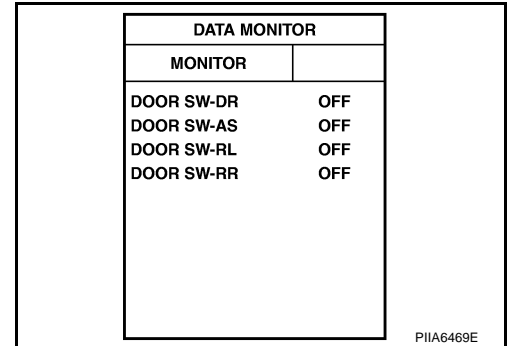 DATA MONITOR
MONITOR
DOOR SW-DR OFF
DOOR SW-AS OFF
DOOR SW-RL OFF
DOOR SW-RR OFF
PIIA6469E